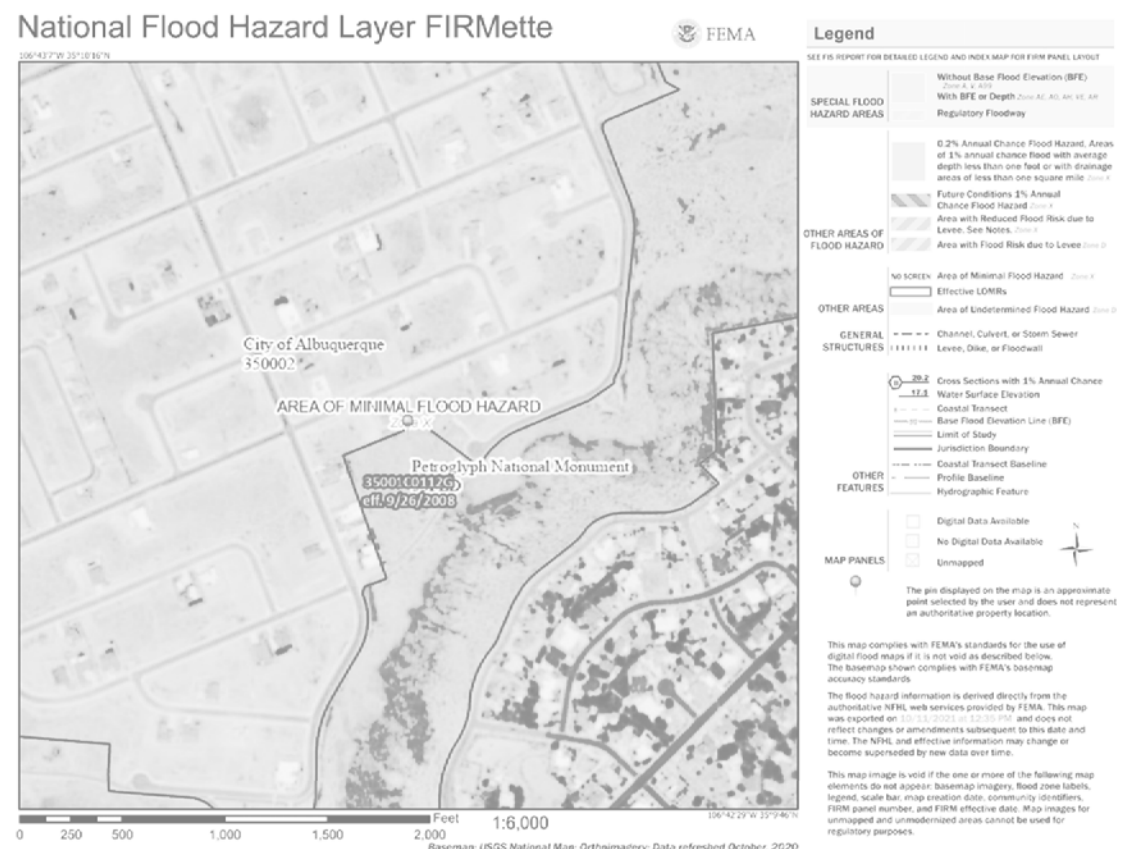 National Flood Hazard Layer FIRMette
FEMA
106°43'7"W 35°10'16"N
City of Albuquerque
350002
AREA OF MINIMAL FLOOD HAZARD
Zone X
Petroglyph National Monument
35001C0112G
eff. 9/26/2008
106°42'29"W 35°9'46"N
Feet
1:6,000
0 250 500 1,000 1,500 2,000
Basemap: USGS National Map: Orthoimagery: Data refreshed October, 2020
Legend
SEE FIS REPORT FOR DETAILED LEGEND AND INDEX MAP FOR FIRM PANEL LAYOUT
SPECIAL FLOOD
HAZARD AREAS
Without Base Flood Elevation (BFE)
Zone A, V, A99
With BFE or Depth Zone AE, AO, AH, VE, AR
Regulatory Floodway
OTHER AREAS OF
FLOOD HAZARD
0.2% Annual Chance Flood Hazard, Areas
of 1% annual chance flood with average
depth less than one foot or with drainage
areas of less than one square mile Zone X
Future Conditions 1% Annual
Chance Flood Hazard Zone X
Area with Reduced Flood Risk due to
Levee. See Notes. Zone X
Area with Flood Risk due to Levee Zone D
OTHER AREAS
NO SCREEN Area of Minimal Flood Hazard Zone X
Effective LOMRs
Area of Undetermined Flood Hazard Zone D
GENERAL
STRUCTURES
Channel, Culvert, or Storm Sewer
Levee, Dike, or Floodwall
OTHER
FEATURES
B 20.2 Cross Sections with 1% Annual Chance
17.5 Water Surface Elevation
Coastal Transect
Base Flood Elevation Line (BFE)
Limit of Study
Jurisdiction Boundary
Coastal Transect Baseline
Profile Baseline
Hydrographic Feature
MAP PANELS
Digital Data Available
No Digital Data Available
Unmapped
N
The pin displayed on the map is an approximate
point selected by the user and does not represent
an authoritative property location.
This map complies with FEMA's standards for the use of
digital flood maps if it is not void as described below.
The basemap shown complies with FEMA's basemap
accuracy standards
The flood hazard information is derived directly from the
authoritative NFHL web services provided by FEMA. This map
was exported on 10/11/2021 at 12:35 PM and does not
reflect changes or amendments subsequent to this date and
time. The NFHL and effective information may change or
become superseded by new data over time.
This map image is void if the one or more of the following map
elements do not appear: basemap imagery, flood zone labels,
legend, scale bar, map creation date, community identifiers,
FIRM panel number, and FIRM effective date. Map images for
unmapped and unmodernized areas cannot be used for
regulatory purposes.